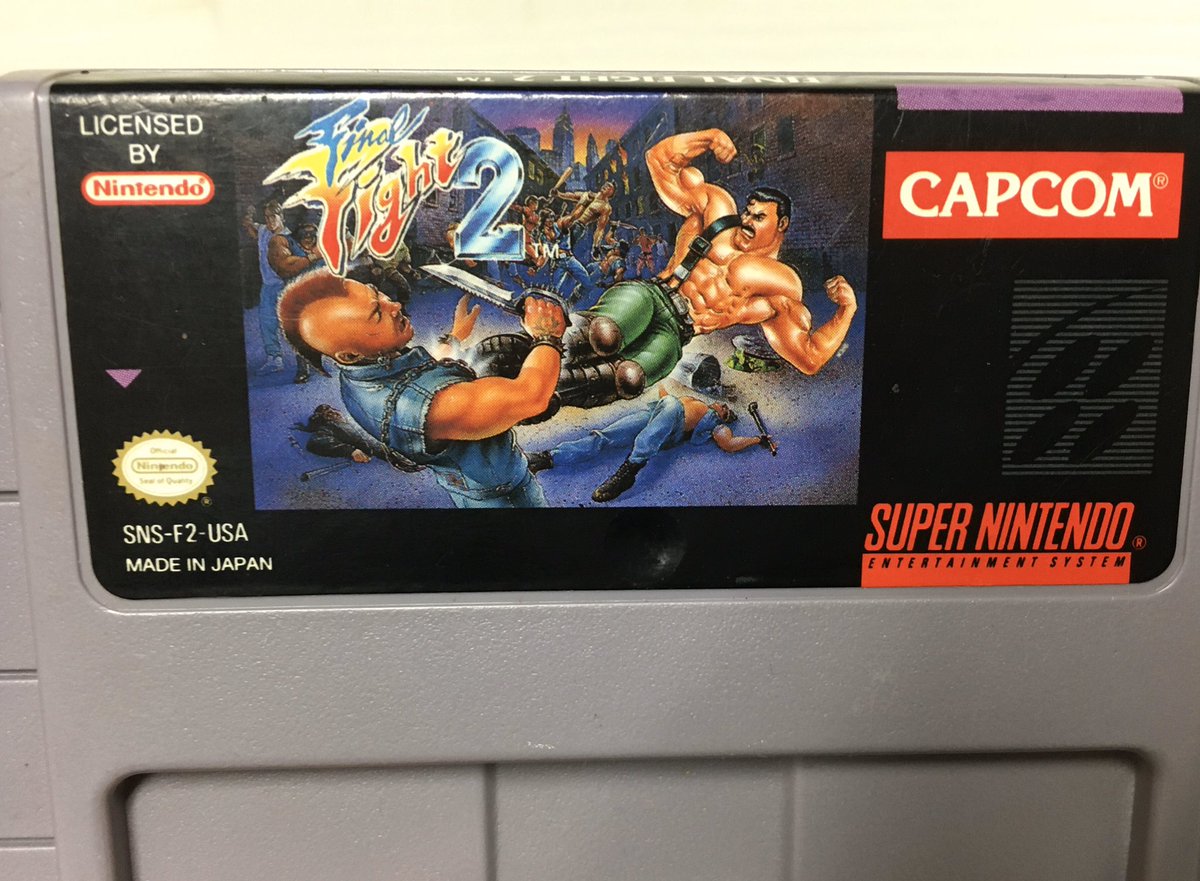 FINAL FIGHT 2 TM
LICENSED
BY
Nintendo®
Final
Fight
2
TM
CAPCOM®
Official
Nintendo
Seal of Quality
®
SNS-F2-USA
MADE IN JAPAN
SUPER NINTENDO®
ENTERTAINMENT SYSTEM